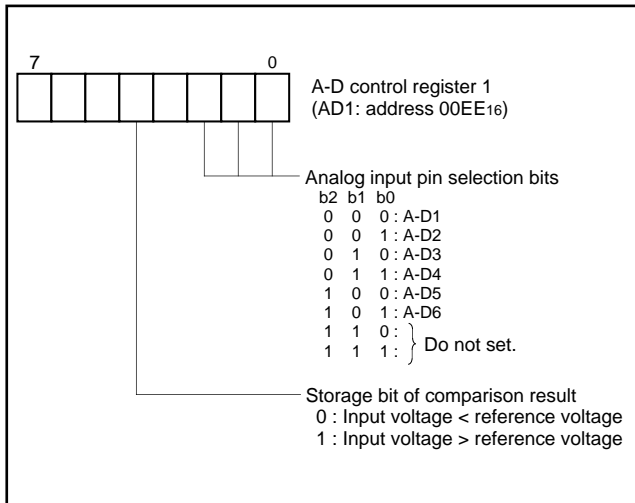 7 0
A-D control register 1
(AD1: address 00EE16)
Analog input pin selection bits
b2 b1 b0
0 0 0 : A-D1
0 0 1 : A-D2
0 1 0 : A-D3
0 1 1 : A-D4
1 0 0 : A-D5
1 0 1 : A-D6
1 1 0 :
1 1 1 :
Do not set.
Storage bit of comparison result
0 : Input voltage < reference voltage
1 : Input voltage > reference voltage